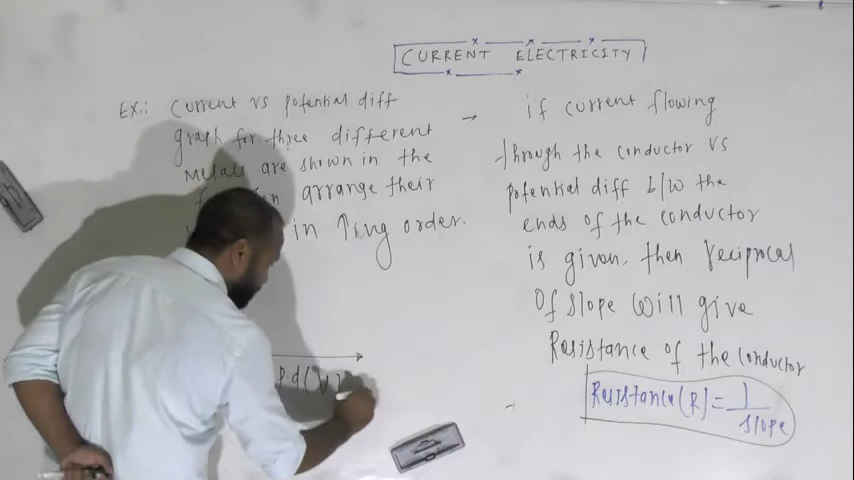 CURRENT ELECTRICITY
EX.: Current vs potential diff
graph for three different
metals are shown in the
arrange their
in ↑ing order.
Pd(V)
→ if current flowing
through the conductor vs
potential diff b/w the
ends of the conductor
is given, then reciprocal
Of slope will give
Resistance of the conductor
Resistance(R) = 1
slope